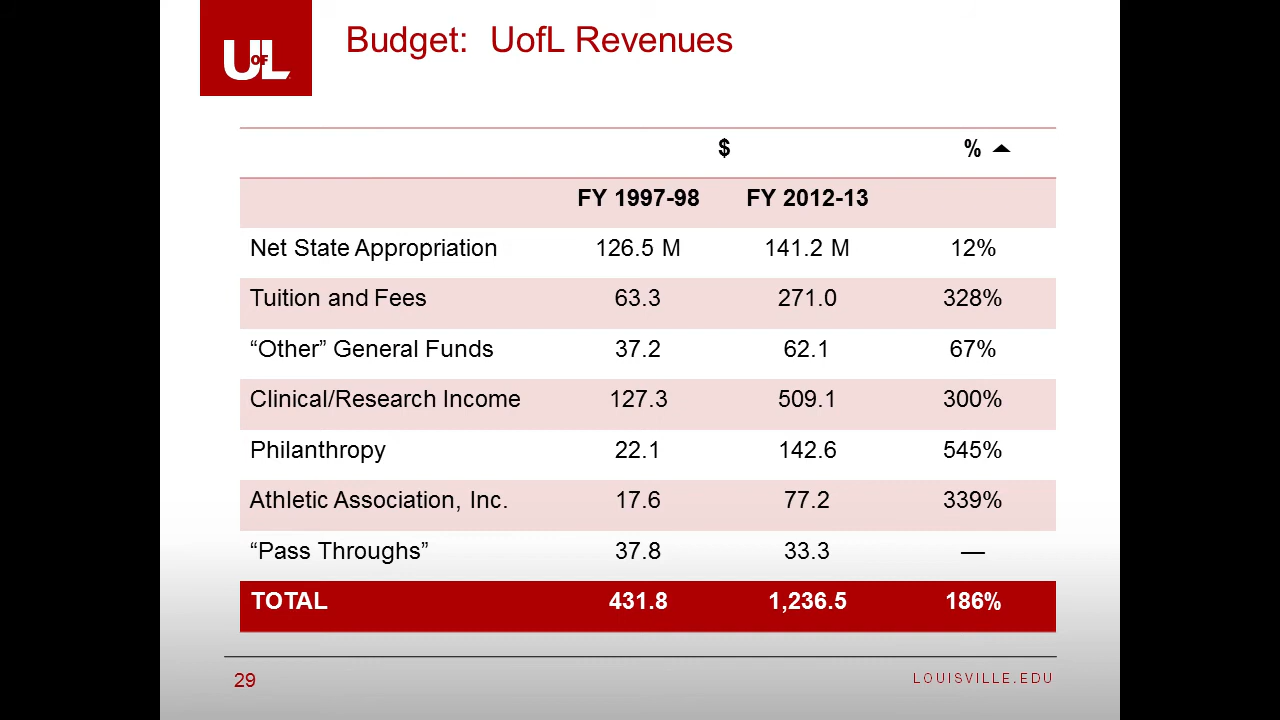 UOFL
Budget: UofL Revenues
$ % ▲
FY 1997-98 FY 2012-13
Net State Appropriation 126.5 M 141.2 M 12%
Tuition and Fees 63.3 271.0 328%
“Other” General Funds 37.2 62.1 67%
Clinical/Research Income 127.3 509.1 300%
Philanthropy 22.1 142.6 545%
Athletic Association, Inc. 17.6 77.2 339%
“Pass Throughs” 37.8 33.3 —
TOTAL 431.8 1,236.5 186%
29 LOUISVILLE.EDU